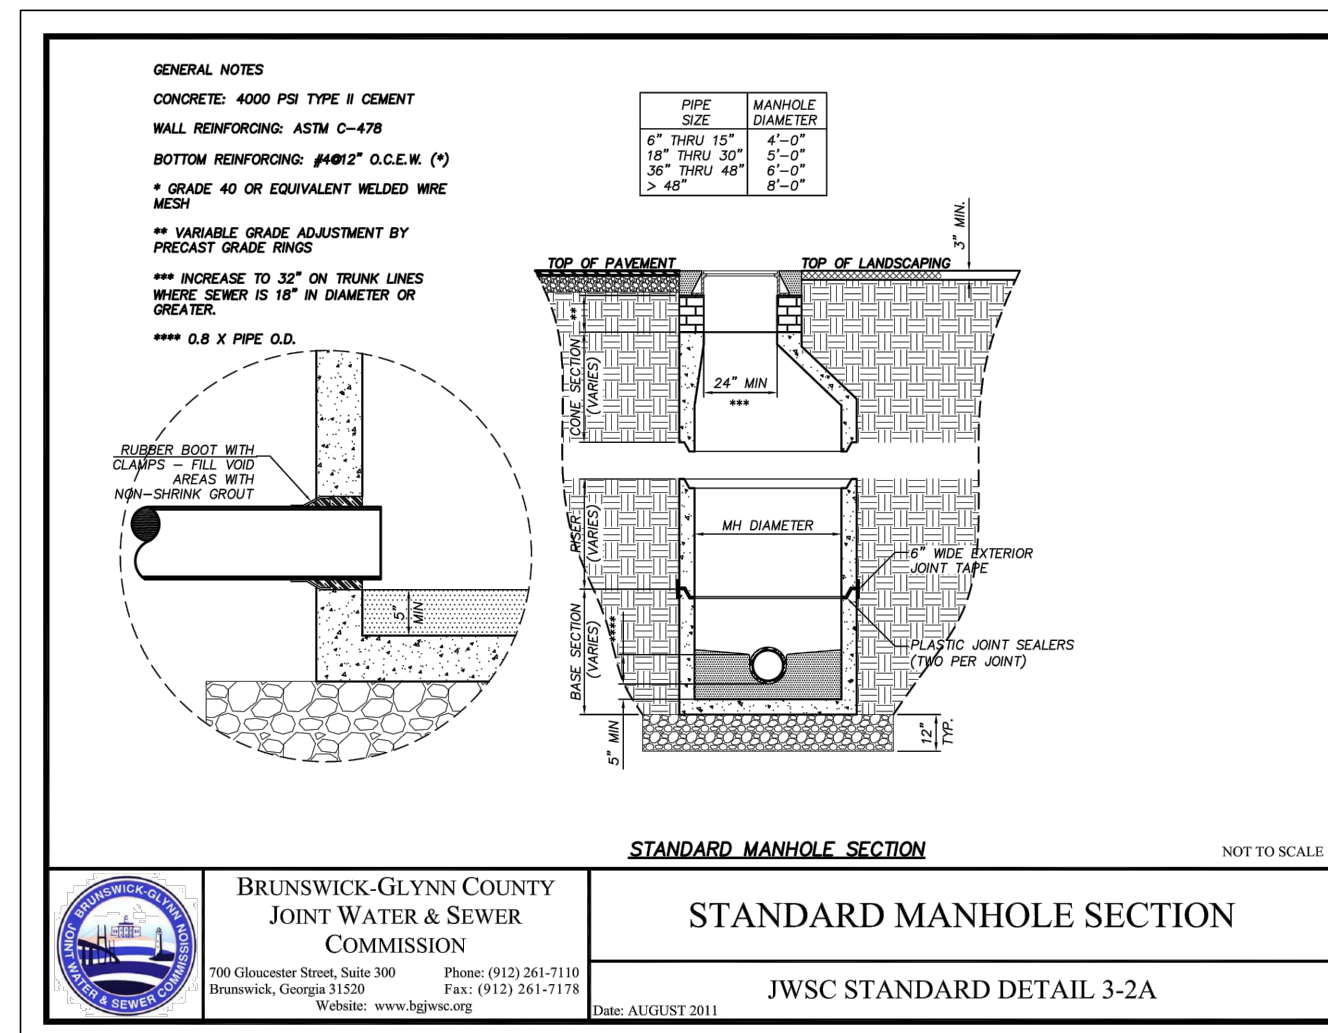 GENERAL NOTES
CONCRETE: 4000 PSI TYPE II CEMENT
WALL REINFORCING: ASTM C-478
BOTTOM REINFORCING: #4@12" O.C.E.W. (*)
* GRADE 40 OR EQUIVALENT WELDED WIRE
MESH
** VARIABLE GRADE ADJUSTMENT BY
PRECAST GRADE RINGS
*** INCREASE TO 32" ON TRUNK LINES
WHERE SEWER IS 18" IN DIAMETER OR
GREATER.
**** 0.8 X PIPE O.D.
PIPE SIZE MANHOLE DIAMETER
6" THRU 15" 4'-0"
18" THRU 30" 5'-0"
36" THRU 48" 6'-0"
> 48" 8'-0"
3" MIN.
TOP OF PAVEMENT
TOP OF LANDSCAPING
**
CONE SECTION
(VARIES)
24" MIN
***
RUBBER BOOT WITH
CLAMPS - FILL VOID
AREAS WITH
NON-SHRINK GROUT
5"
MIN
RISER
(VARIES)
MH DIAMETER
6" WIDE EXTERIOR
JOINT TAPE
BASE SECTION
(VARIES)
****
PLASTIC JOINT SEALERS
(TWO PER JOINT)
5" MIN
12"
TYP.
STANDARD MANHOLE SECTION
NOT TO SCALE
BRUNSWICK-GLYNN
JOINT WATER & SEWER COMMISSION
BRUNSWICK-GLYNN COUNTY
JOINT WATER & SEWER
COMMISSION
700 Gloucester Street, Suite 300 Phone: (912) 261-7110
Brunswick, Georgia 31520 Fax: (912) 261-7178
Website: www.bgjwsc.org
STANDARD MANHOLE SECTION
JWSC STANDARD DETAIL 3-2A
Date: AUGUST 2011